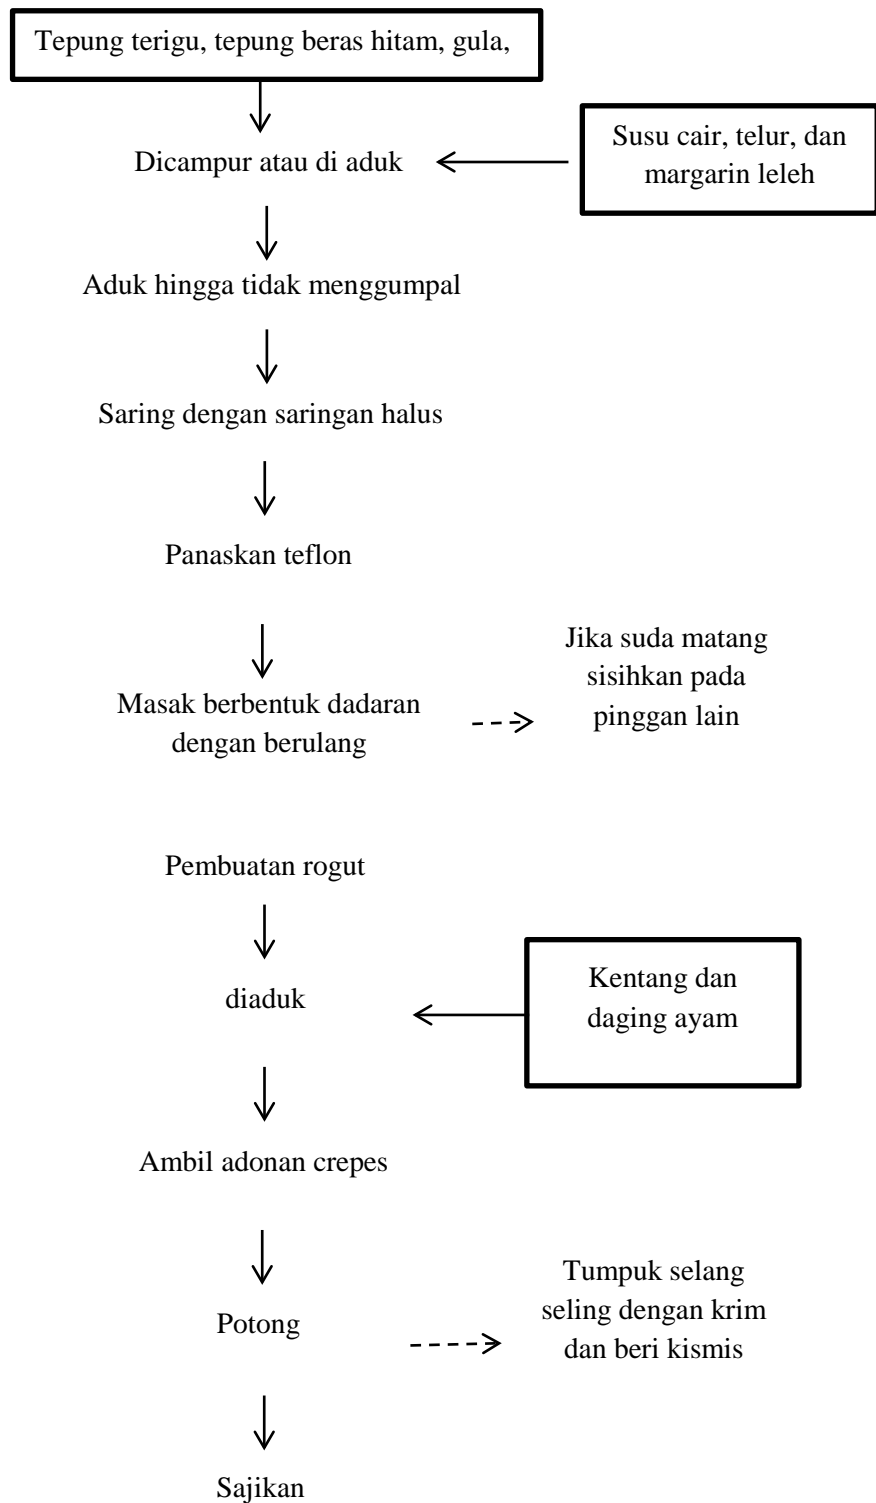 Tepung terigu, tepung beras hitam, gula,
Susu cair, telur, dan
margarin leleh
Dicampur atau di aduk
Aduk hingga tidak menggumpal
Saring dengan saringan halus
Panaskan teflon
Masak berbentuk dadaran
dengan berulang
Jika suda matang
sisihkan pada
pinggan lain
Pembuatan rogut
diaduk
Kentang dan
daging ayam
Ambil adonan crepes
Potong
Tumpuk selang
seling dengan krim
dan beri kismis
Sajikan